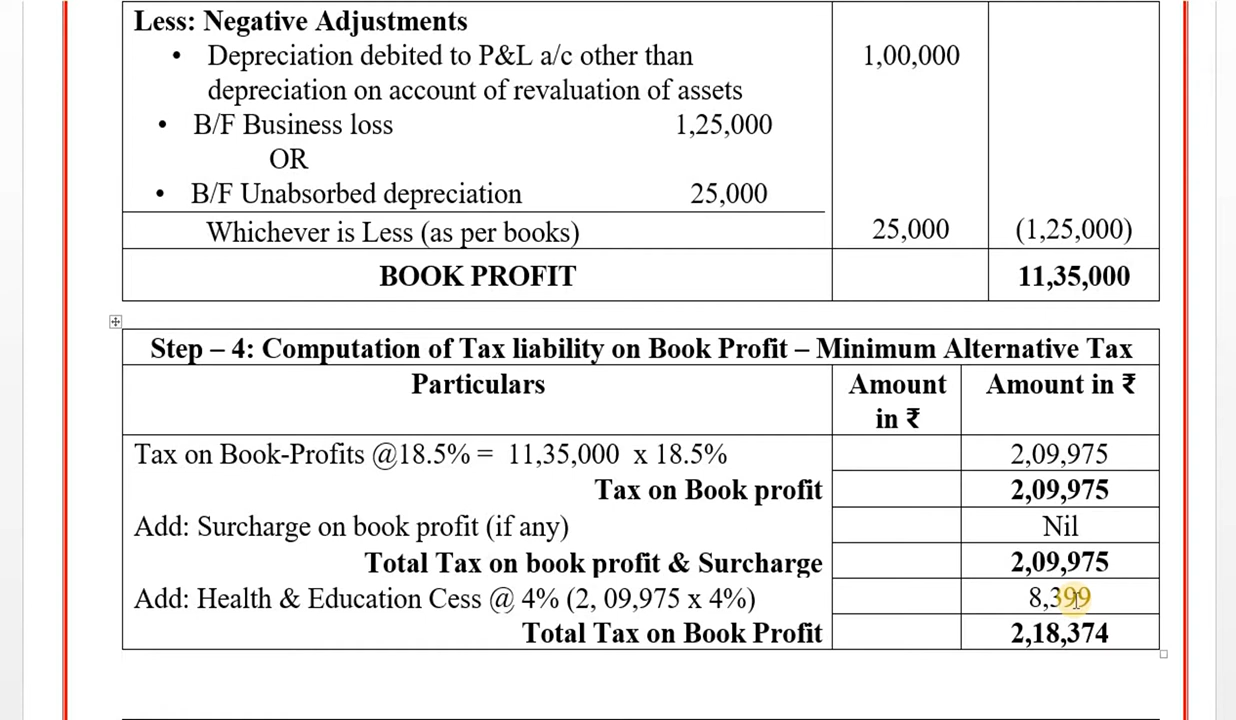 Less: Negative Adjustments
• Depreciation debited to P&L a/c other than 1,00,000
depreciation on account of revaluation of assets
• B/F Business loss 1,25,000
OR
• B/F Unabsorbed depreciation 25,000
Whichever is Less (as per books) 25,000 (1,25,000)
BOOK PROFIT 11,35,000
Step – 4: Computation of Tax liability on Book Profit – Minimum Alternative Tax
Particulars Amount in ₹ Amount in ₹
Tax on Book-Profits @18.5% = 11,35,000 x 18.5% 2,09,975
Tax on Book profit 2,09,975
Add: Surcharge on book profit (if any) Nil
Total Tax on book profit & Surcharge 2,09,975
Add: Health & Education Cess @ 4% (2, 09,975 x 4%) 8,399
Total Tax on Book Profit 2,18,374